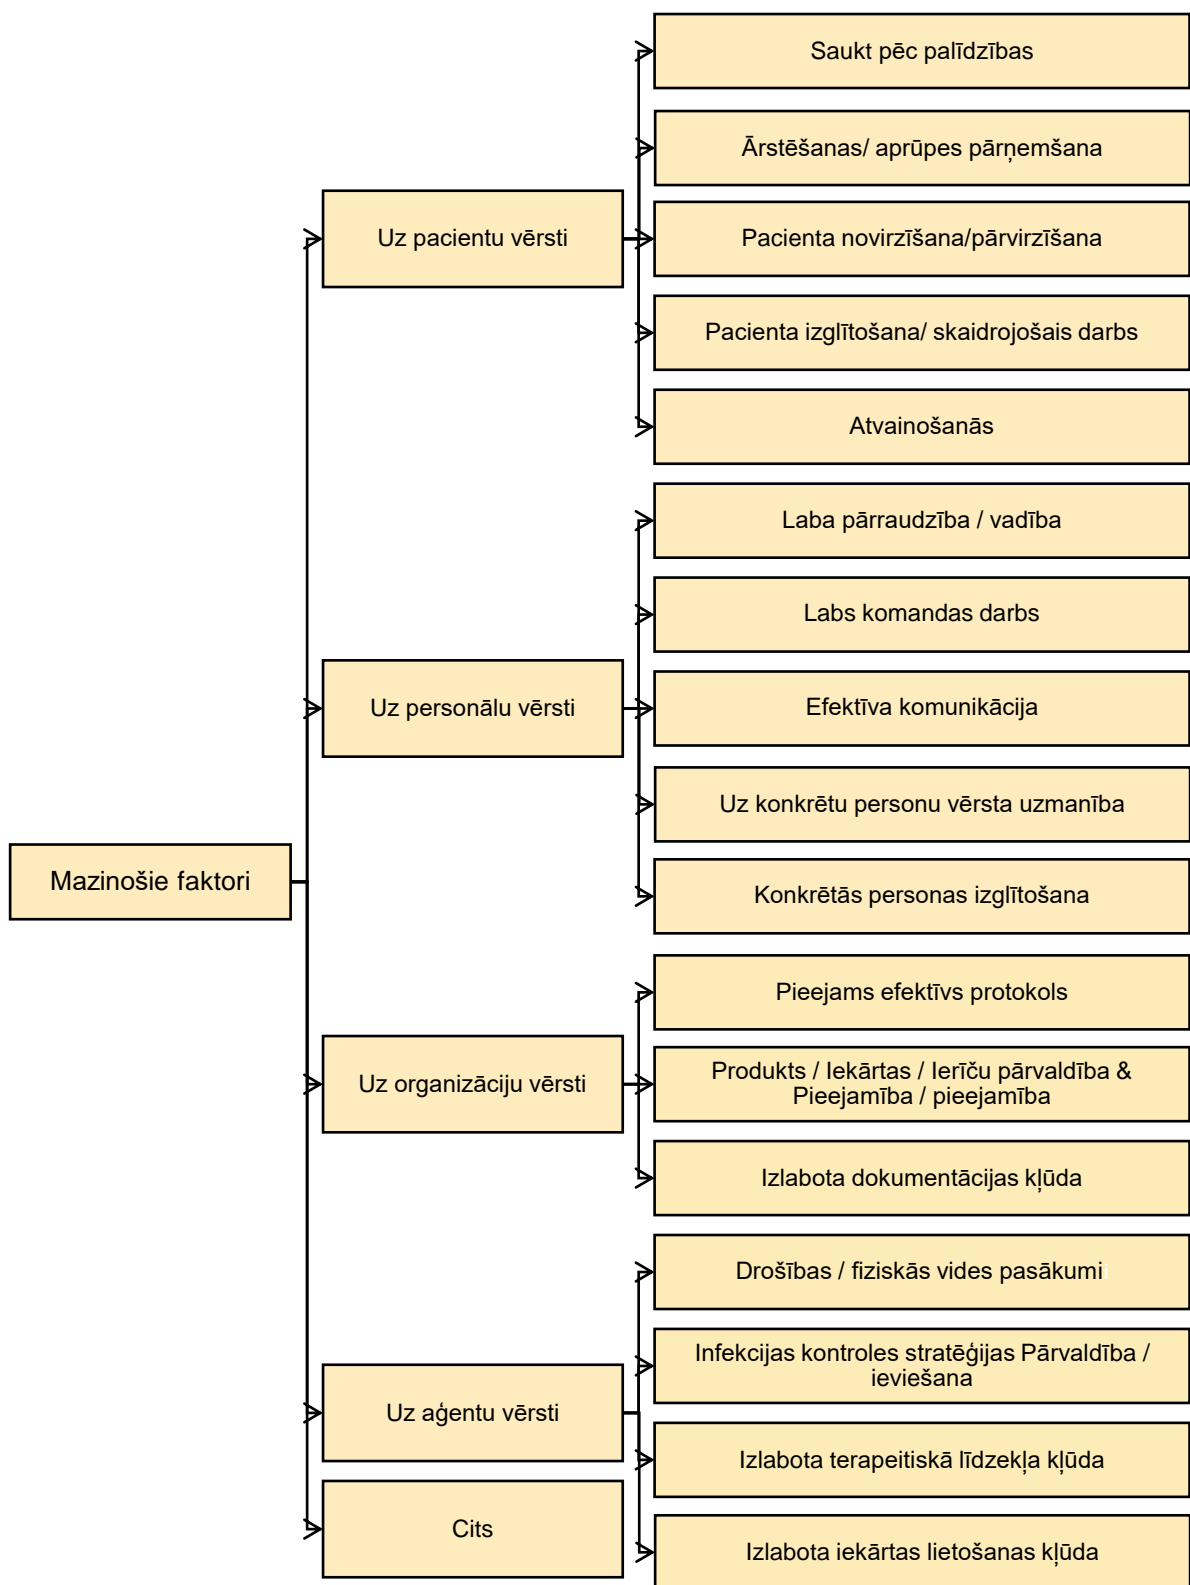 Mazinošie faktori
Uz pacientu vērsti
Saukt pēc palīdzības
Ārstēšanas/ aprūpes pārņemšana
Pacienta novirzīšana/pārvirzīšana
Pacienta izglītošana/ skaidrojošais darbs
Atvainošanās
Uz personālu vērsti
Laba pārraudzība / vadība
Labs komandas darbs
Efektīva komunikācija
Uz konkrētu personu vērsta uzmanība
Konkrētās personas izglītošana
Uz organizāciju vērsti
Pieejams efektīvs protokols
Produkts / Iekārtas / Ierīču pārvaldība &
Pieejamība / pieejamība
Izlabota dokumentācijas kļūda
Uz aģentu vērsti
Drošības / fiziskās vides pasākumi
Infekcijas kontroles stratēģijas Pārvaldība /
ieviešana
Izlabota terapeitiskā līdzekļa kļūda
Izlabota iekārtas lietošanas kļūda
Cits